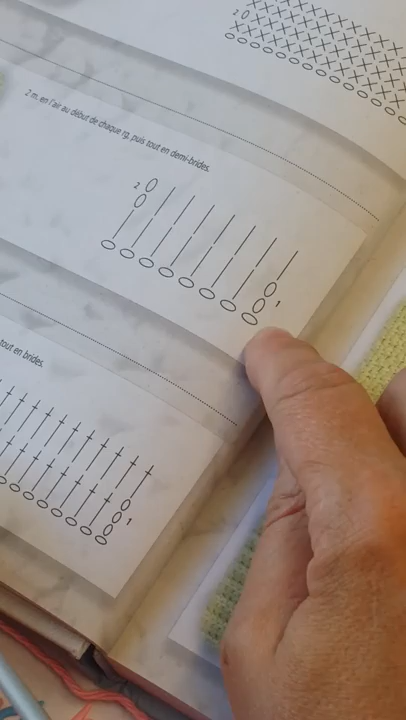 2
2 m. en l'air au début de chaque rg, puis tout en demi-brides.
2
1
tout en brides.
1